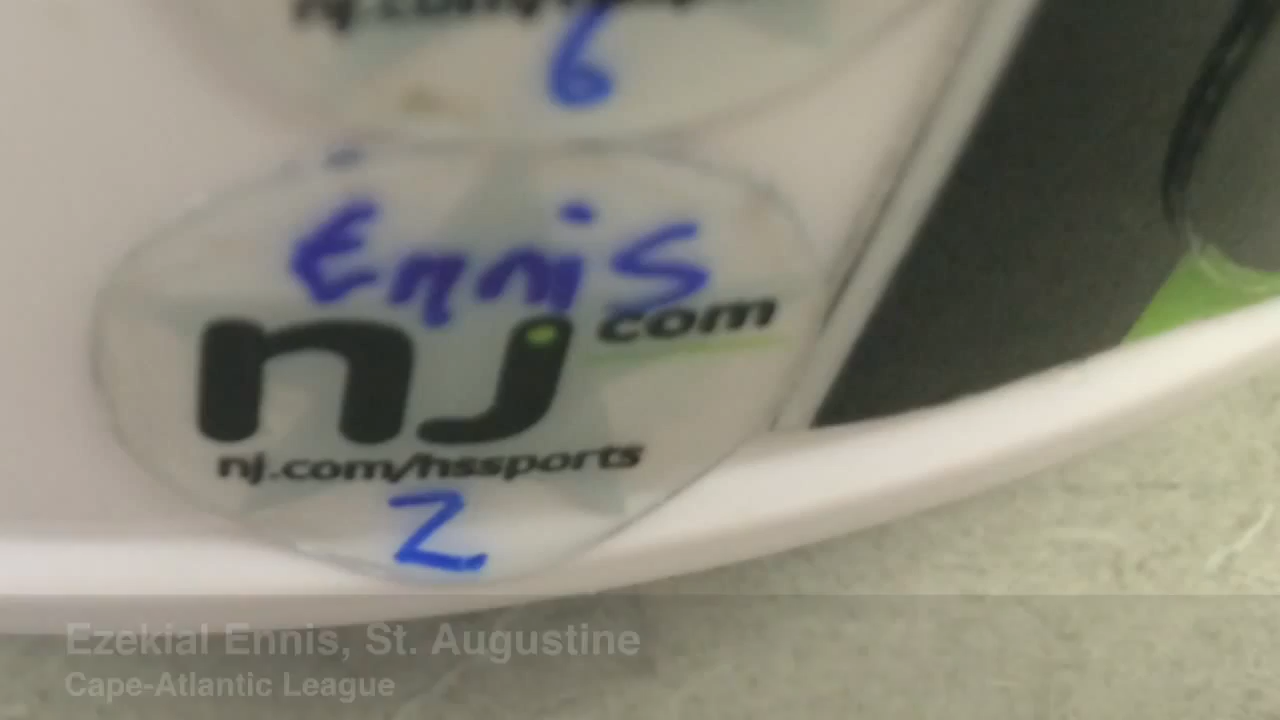 6
Ennis
nj.com
nj.com/hssports
2
Ezekial Ennis, St. Augustine
Cape-Atlantic League